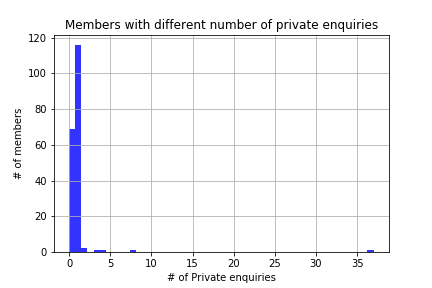 Members with different number of private enquiries
120
100
80
60
40
20
0
# of members
0 5 10 15 20 25 30 35
# of Private enquiries